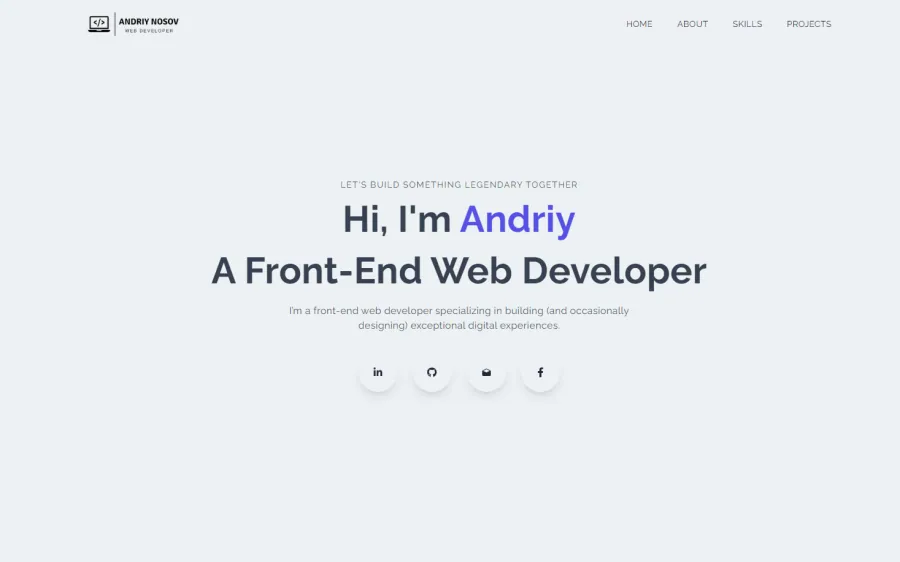 </> ANDRIY NOSOV
WEB DEVELOPER
HOME ABOUT SKILLS PROJECTS
LET'S BUILD SOMETHING LEGENDARY TOGETHER
Hi, I'm Andriy
A Front-End Web Developer
I'm a front-end web developer specializing in building (and occasionally
designing) exceptional digital experiences.
in f